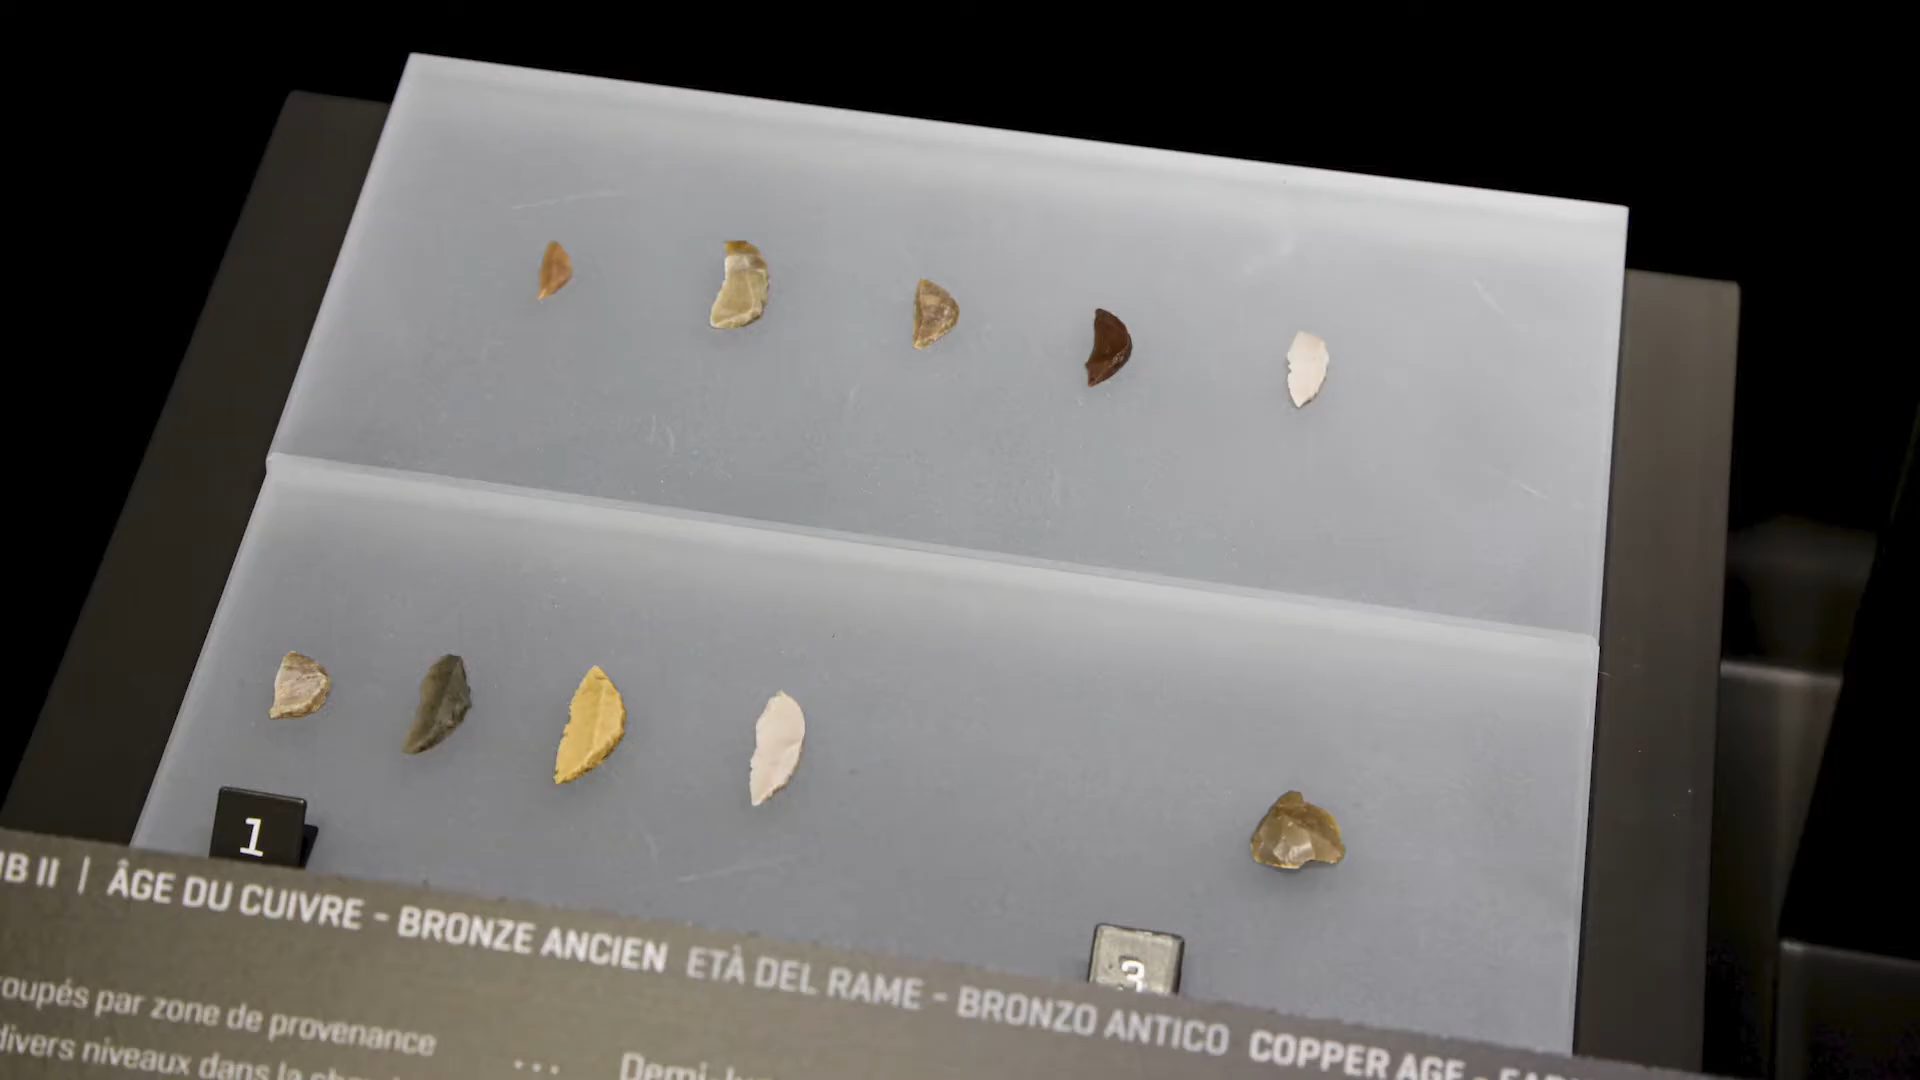 1
3
IB II | ÂGE DU CUIVRE - BRONZE ANCIEN ETÀ DEL RAME - BRONZO ANTICO COPPER AGE -
oupés par zone de provenance
divers niveaux dans la
...